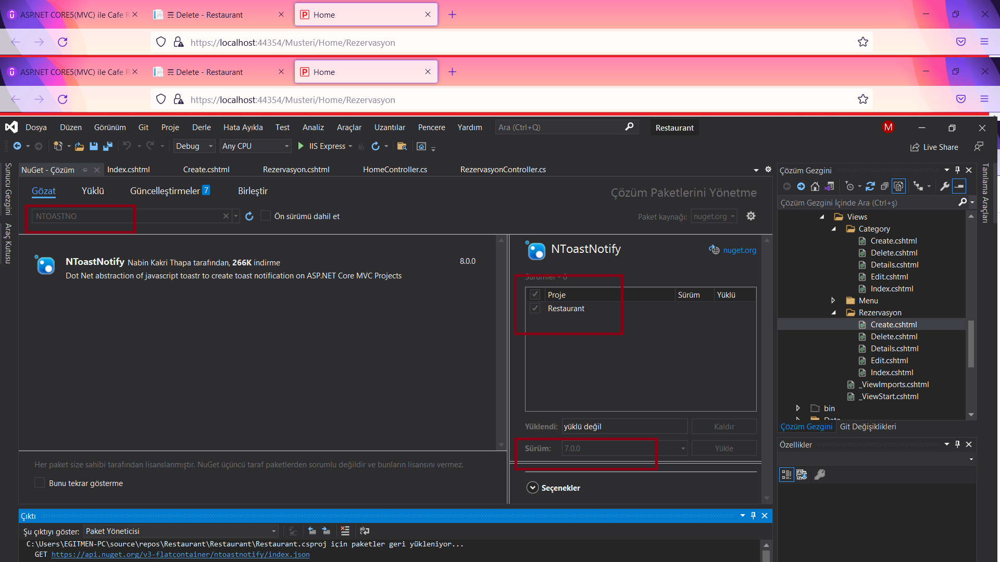 ASP.NET CORE5(MVC) ile Cafe R
☰ Delete - Restaurant
Home
https://localhost:44354/Musteri/Home/Rezervasyon
ASP.NET CORE5(MVC) ile Cafe R
☰ Delete - Restaurant
Home
https://localhost:44354/Musteri/Home/Rezervasyon
Dosya Düzen Görünüm Git Proje Derle Hata Ayıkla Test Analiz Araçlar Uzantılar Pencere Yardım Ara (Ctrl+Q) Restaurant M
Debug Any CPU IIS Express Live Share
Sunucu Gezgini
Araç Kutusu
NuGet - Çözüm Index.cshtml Create.cshtml Rezervasyon.cshtml HomeController.cs RezervasyonController.cs
Gözat Yüklü Güncelleştirmeler 7 Birleştir
Çözüm Paketlerini Yönetme
NTOASTNO
Ön sürümü dahil et
Paket kaynağı: nuget.org
NToastNotify Nabin Kakri Thapa tarafından, 266K indirme
8.0.0
Dot Net abstraction of javascript toastr to create toast notification on ASP.NET Core MVC Projects
Her paket size sahibi tarafından lisanslanmıştır. NuGet üçüncü taraf paketlerden sorumlu değildir ve bunların lisansını vermez.
Bunu tekrar gösterme
NToastNotify
nuget.org
Sürümler - 0
Proje Sürüm Yüklü
Restaurant
Yüklendi: yüklü değil Kaldır
Sürüm: 7.0.0 Yükle
Seçenekler
Çıktı
Şu çıktıyı göster: Paket Yöneticisi
C:\Users\EGITMEN-PC\source\repos\Restaurant\Restaurant\Restaurant.csproj için paketler geri yükleniyor...
GET https://api.nuget.org/v3-flatcontainer/ntoastnotify/index.json
Çözüm Gezgini
Çözüm Gezgini İçinde Ara (Ctrl+ş)
Views
Category
Create.cshtml
Delete.cshtml
Details.cshtml
Edit.cshtml
Index.cshtml
Menu
Rezervasyon
Create.cshtml
Delete.cshtml
Details.cshtml
Edit.cshtml
Index.cshtml
_ViewImports.cshtml
_ViewStart.cshtml
bin
Data
Çözüm Gezgini Git Değişiklikleri
Özellikler
Tanılama Araçları